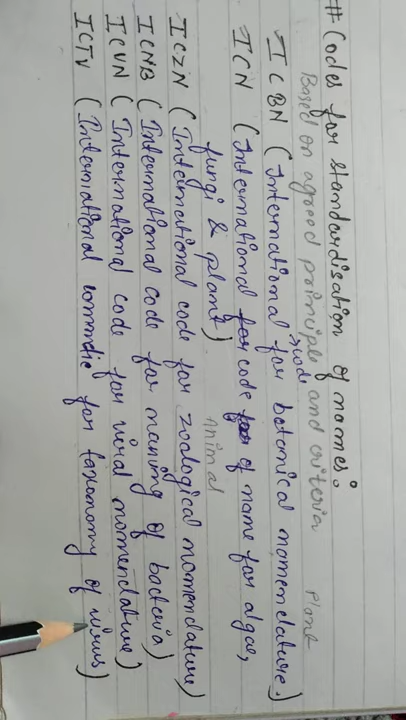 # Codes for standardisation of names:
Based on agreed principle and criteria
Plant
ICBN (International for botanical nomenclature.)
code
ICN (International code of name for algae,
fungi & plant)
Animal
ICZN (International code for zoological nomenclature)
ICNB (International code for naming of bacteria)
ICVN (International code for viral nomenclature)
ICTV (International committie for taxonomy of virus)